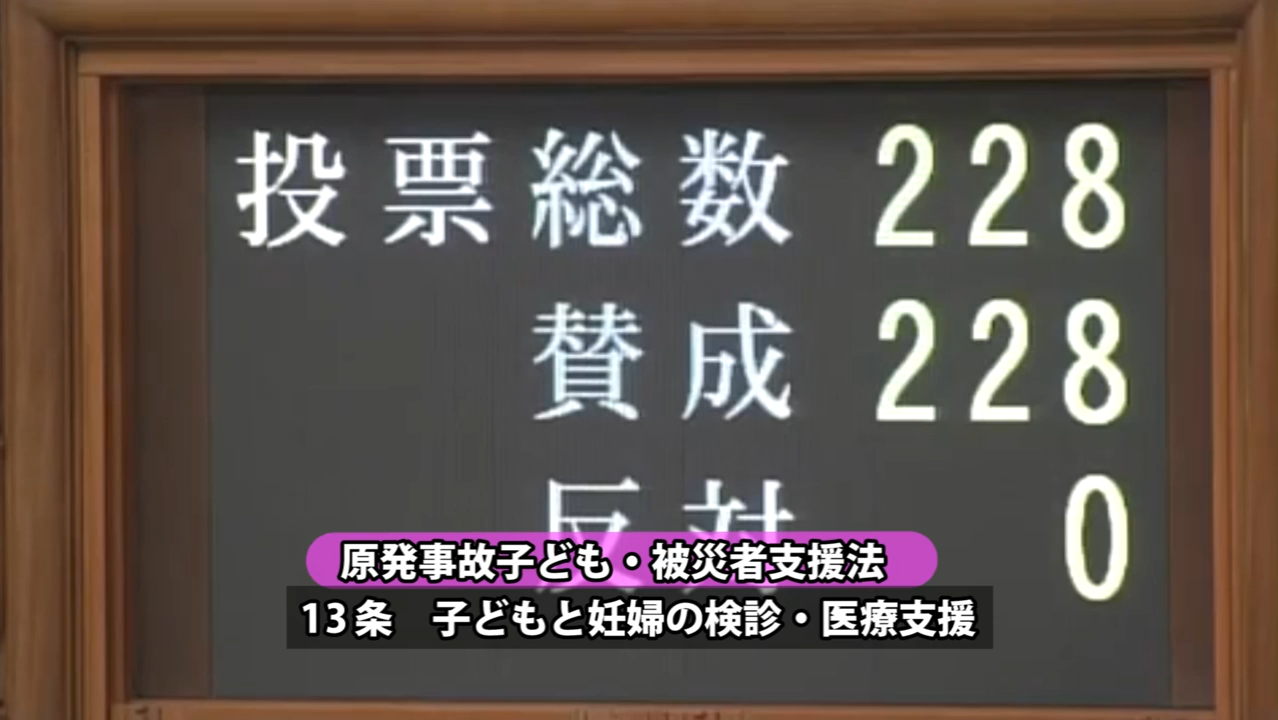 投票総数 228
賛成 228
反対 0
原発事故子ども・被災者支援法
13条 子どもと妊婦の検診・医療支援